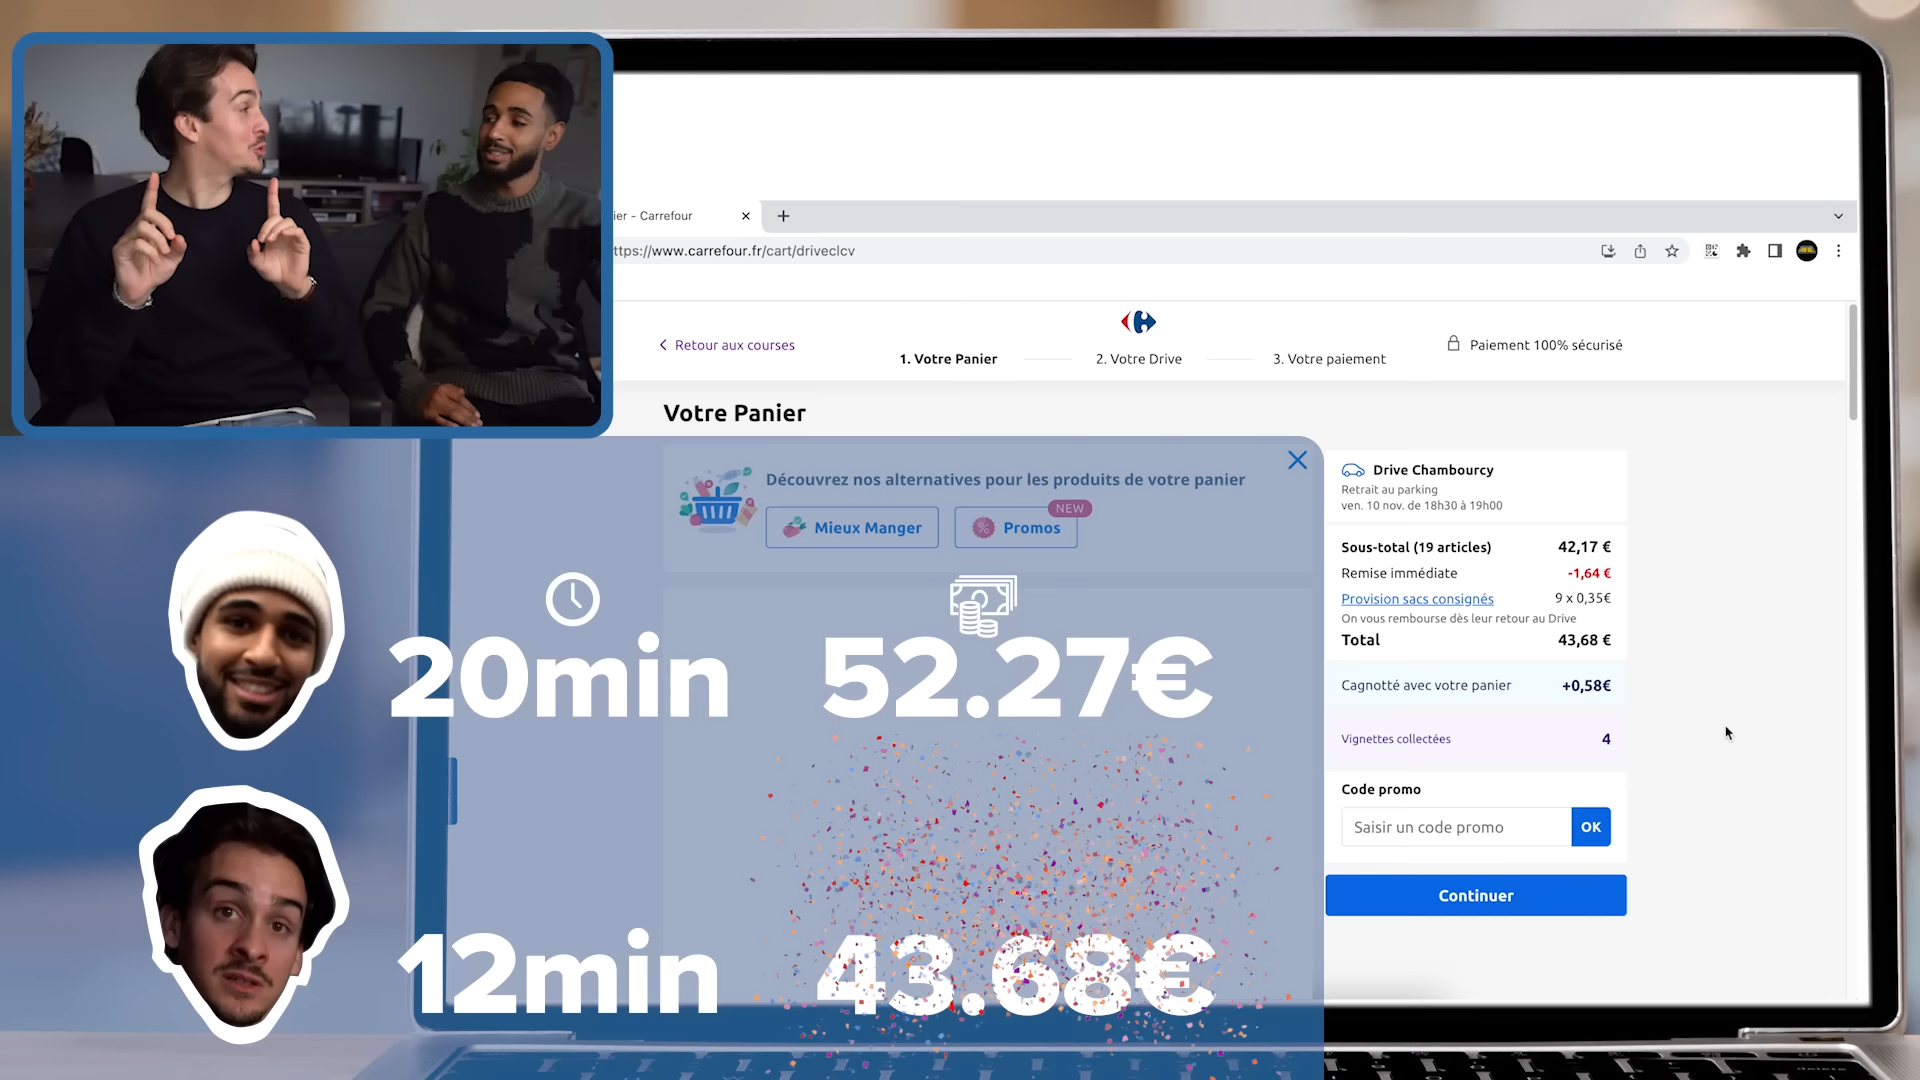 ier - Carrefour
ttps://www.carrefour.fr/cart/driveclcv
Retour aux courses
1. Votre Panier
2. Votre Drive
3. Votre paiement
Paiement 100% sécurisé
Votre Panier
Découvrez nos alternatives pour les produits de votre panier
Mieux Manger
Promos
NEW
Drive Chambourcy
Retrait au parking
ven. 10 nov. de 18h30 à 19h00
Sous-total (19 articles) 42,17 €
Remise immédiate -1,64 €
Provision sacs consignés 9 x 0,35€
On vous rembourse dès leur retour au Drive
Total 43,68 €
Cagnotté avec votre panier +0,58€
Vignettes collectées 4
Code promo
Saisir un code promo OK
Continuer
20min 52.27€
12min 43.68€